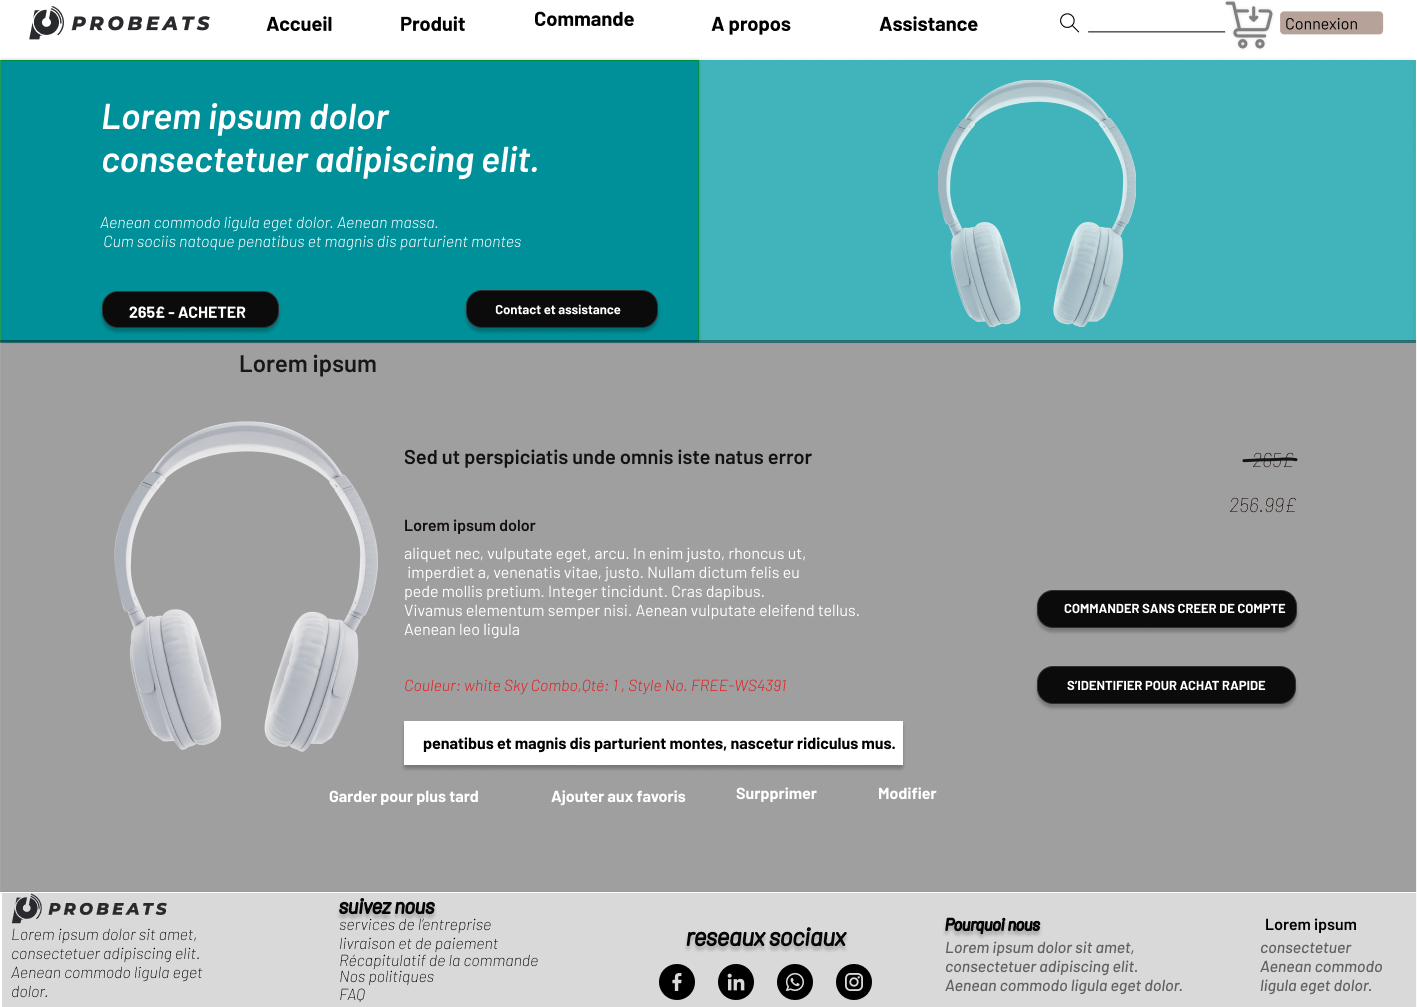 PROBEATS
Accueil
Produit
Commande
A propos
Assistance
Connexion
Lorem ipsum dolor
consectetuer adipiscing elit.
Aenean commodo ligula eget dolor. Aenean massa.
Cum sociis natoque penatibus et magnis dis parturient montes
265£ - ACHETER
Contact et assistance
Lorem ipsum
Sed ut perspiciatis unde omnis iste natus error
265£
256.99£
Lorem ipsum dolor
aliquet nec, vulputate eget, arcu. In enim justo, rhoncus ut,
imperdiet a, venenatis vitae, justo. Nullam dictum felis eu
pede mollis pretium. Integer tincidunt. Cras dapibus.
Vivamus elementum semper nisi. Aenean vulputate eleifend tellus.
Aenean leo ligula
COMMANDER SANS CREER DE COMPTE
S'IDENTIFIER POUR ACHAT RAPIDE
Couleur: white Sky Combo,Qté: 1 , Style No. FREE-WS4391
penatibus et magnis dis parturient montes, nascetur ridiculus mus.
Garder pour plus tard
Ajouter aux favoris
Surpprimer
Modifier
PROBEATS
Lorem ipsum dolor sit amet,
consectetuer adipiscing elit.
Aenean commodo ligula eget
dolor.
suivez nous
services de l'entreprise
livraison et de paiement
Récapitulatif de la commande
Nos politiques
FAQ
reseaux sociaux
Pourquoi nous
Lorem ipsum dolor sit amet,
consectetuer adipiscing elit.
Aenean commodo ligula eget dolor.
Lorem ipsum
consectetuer
Aenean commodo
ligula eget dolor.